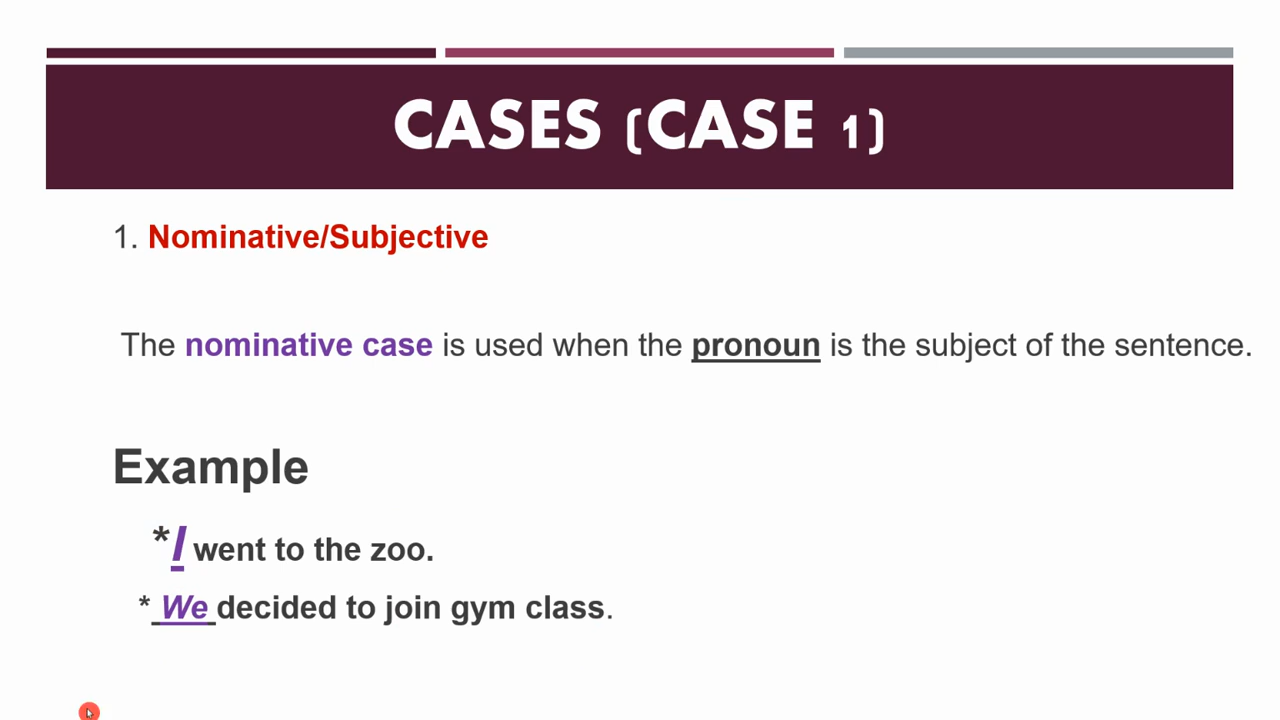 CASES (CASE 1)
1. Nominative/Subjective
The nominative case is used when the pronoun is the subject of the sentence.
Example
*I went to the zoo.
* We decided to join gym class.